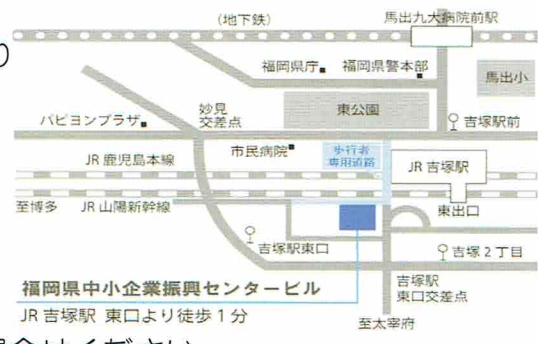 (地下鉄)
馬出九大病院前駅
福岡県庁
福岡県警本部
馬出小
東公園
パピヨンプラザ
妙見
交差点
吉塚駅前
市民病院
歩行者
専用道路
JR 鹿児島本線
JR 吉塚駅
至博多
JR 山陽新幹線
東出口
吉塚駅東口
吉塚2丁目
福岡県中小企業振興センタービル
JR 吉塚駅 東口より徒歩1分
吉塚駅
東口交差点
至太宰府